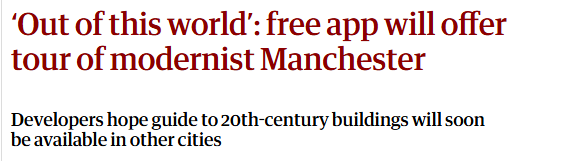 ‘Out of this world’: free app will offer
tour of modernist Manchester
Developers hope guide to 20th-century buildings will soon
be available in other cities